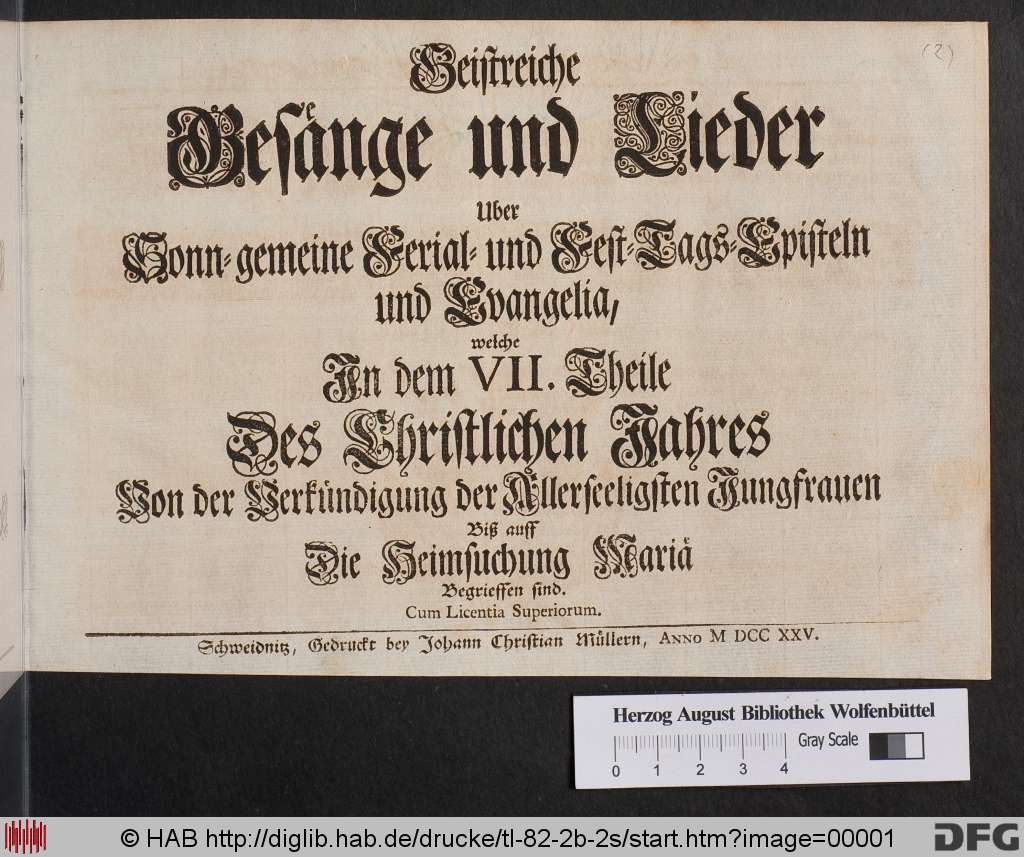 (2)
Geistreiche
Gesänge und Lieder
Uber
Sonn-gemeine Ferial- und Fest-Tags-Episteln
und Evangelia,
welche
In dem VII. Theile
Des Christlichen Jahres
Von der Verkündigung der Allerseeligsten Jungfrauen
Biß auff
Die Heimsuchung Mariä
Begrieffen sind.
Cum Licentia Superiorum.
Schweidnitz, Gedruckt bey Johann Christian Müllern, Anno M DCC XXV.
Herzog August Bibliothek Wolfenbüttel
Gray Scale
0 1 2 3 4
© HAB http://diglib.hab.de/drucke/tl-82-2b-2s/start.htm?image=00001
DFG